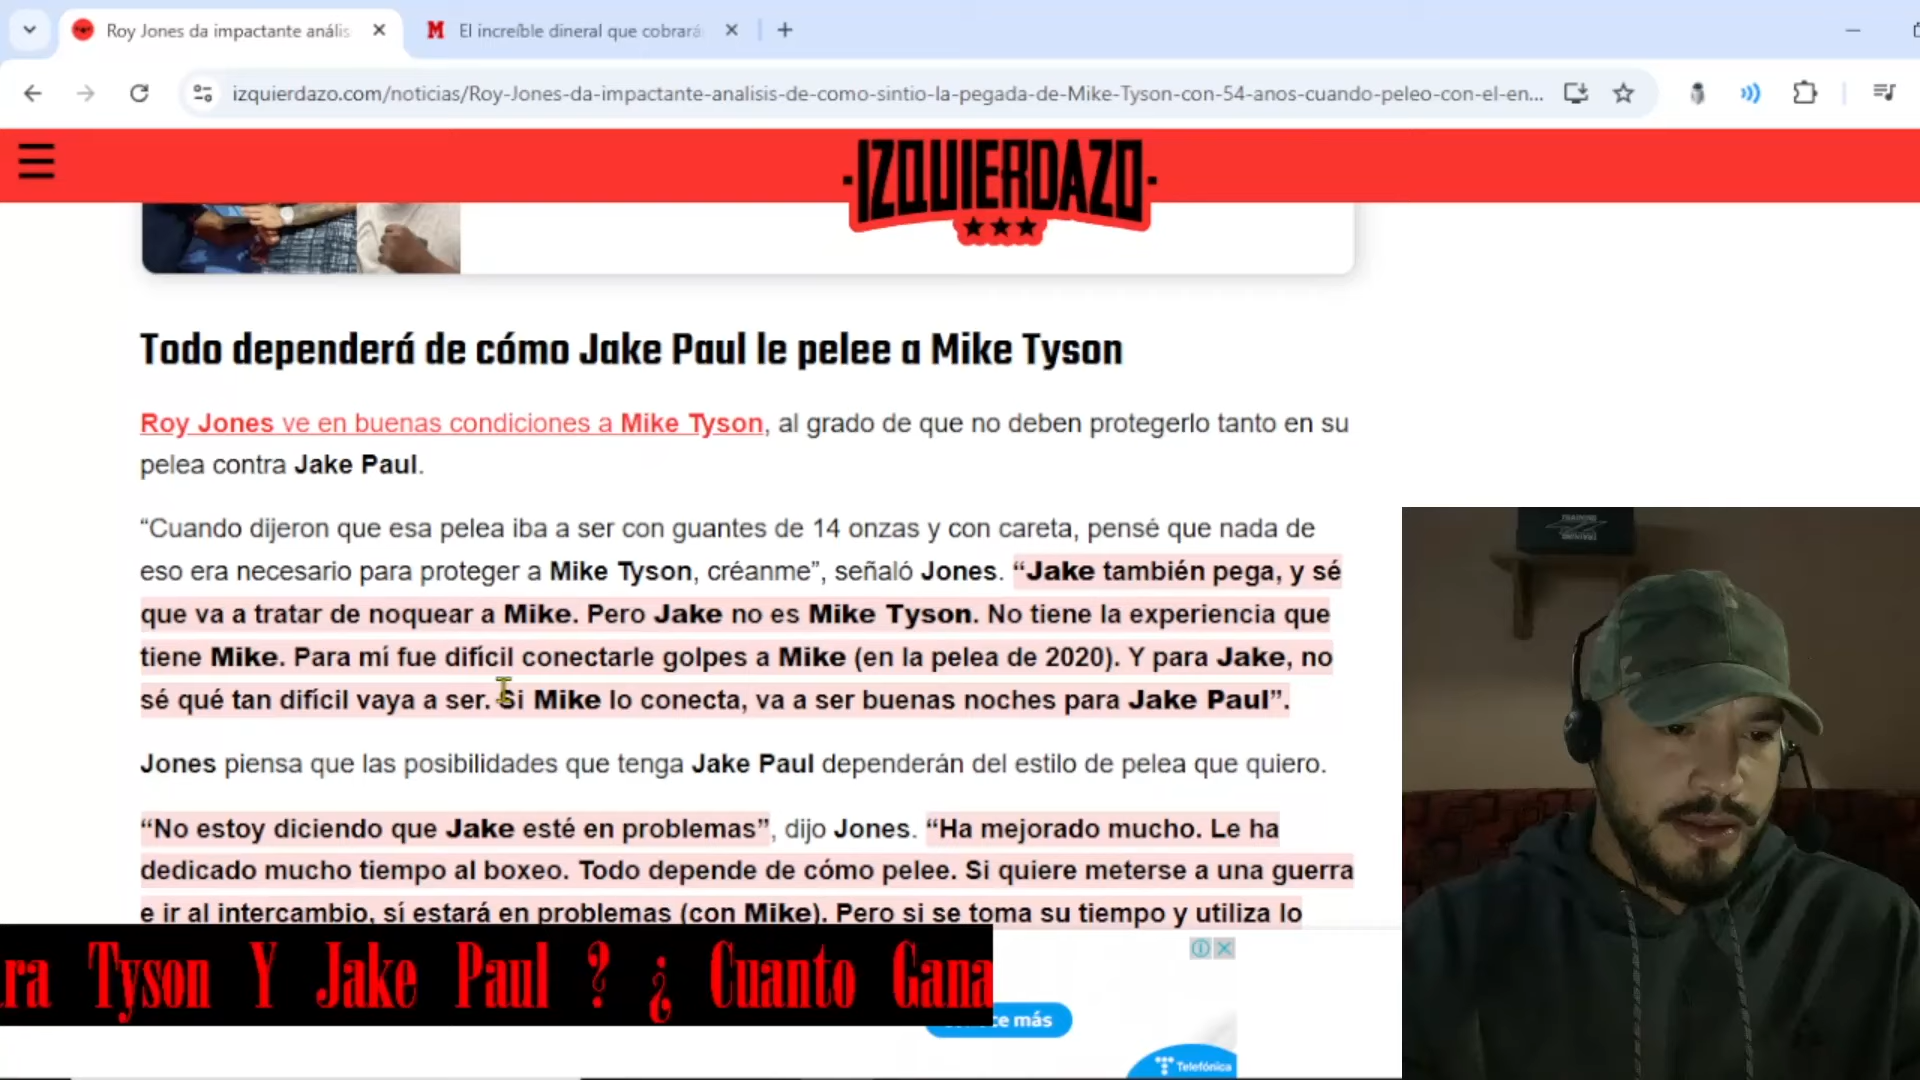 Roy Jones da impactante anális
El increíble dineral que cobrará
izquierdazo.com/noticias/Roy-Jones-da-impactante-analisis-de-como-sintio-la-pegada-de-Mike-Tyson-con-54-anos-cuando-peleo-con-el-en...
·IZQUIERDAZO·
Todo dependerá de cómo Jake Paul le pelee a Mike Tyson
Roy Jones ve en buenas condiciones a Mike Tyson, al grado de que no deben protegerlo tanto en su
pelea contra Jake Paul.
“Cuando dijeron que esa pelea iba a ser con guantes de 14 onzas y con careta, pensé que nada de
eso era necesario para proteger a Mike Tyson, créanme”, señaló Jones. “Jake también pega, y sé
que va a tratar de noquear a Mike. Pero Jake no es Mike Tyson. No tiene la experiencia que
tiene Mike. Para mí fue difícil conectarle golpes a Mike (en la pelea de 2020). Y para Jake, no
sé qué tan difícil vaya a ser. Si Mike lo conecta, va a ser buenas noches para Jake Paul”.
Jones piensa que las posibilidades que tenga Jake Paul dependerán del estilo de pelea que quiero.
“No estoy diciendo que Jake esté en problemas”, dijo Jones. “Ha mejorado mucho. Le ha
dedicado mucho tiempo al boxeo. Todo depende de cómo pelee. Si quiere meterse a una guerra
e ir al intercambio, sí estará en problemas (con Mike). Pero si se toma su tiempo y utiliza lo
ra Tyson Y Jake Paul ? ¿ Cuanto Gana
ce más
Telefónica
TRAINING